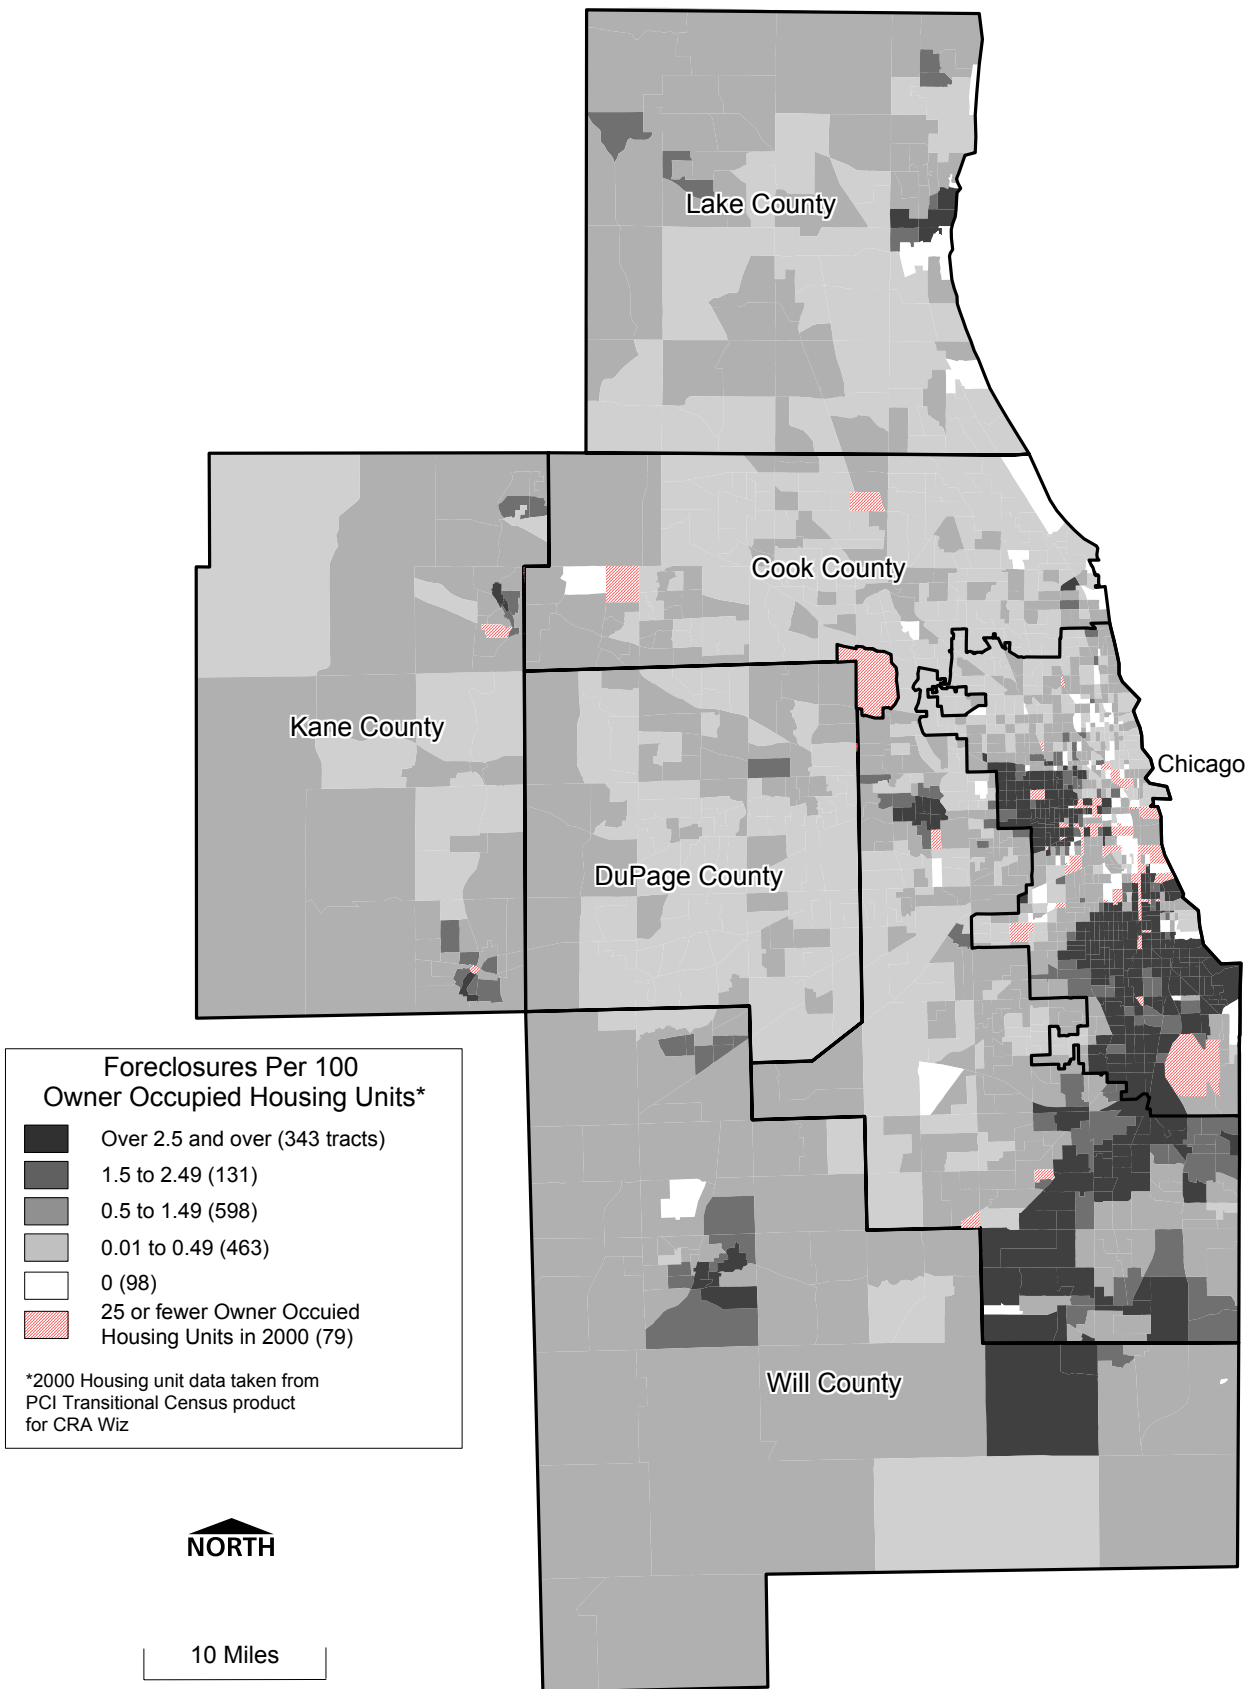 Lake County
Cook County
Kane County
Chicago
DuPage County
Foreclosures Per 100
Owner Occupied Housing Units*
Over 2.5 and over (343 tracts)
1.5 to 2.49 (131)
0.5 to 1.49 (598)
0.01 to 0.49 (463)
0 (98)
25 or fewer Owner Occuied
Housing Units in 2000 (79)
*2000 Housing unit data taken from
PCI Transitional Census product
for CRA Wiz
Will County
NORTH
10 Miles